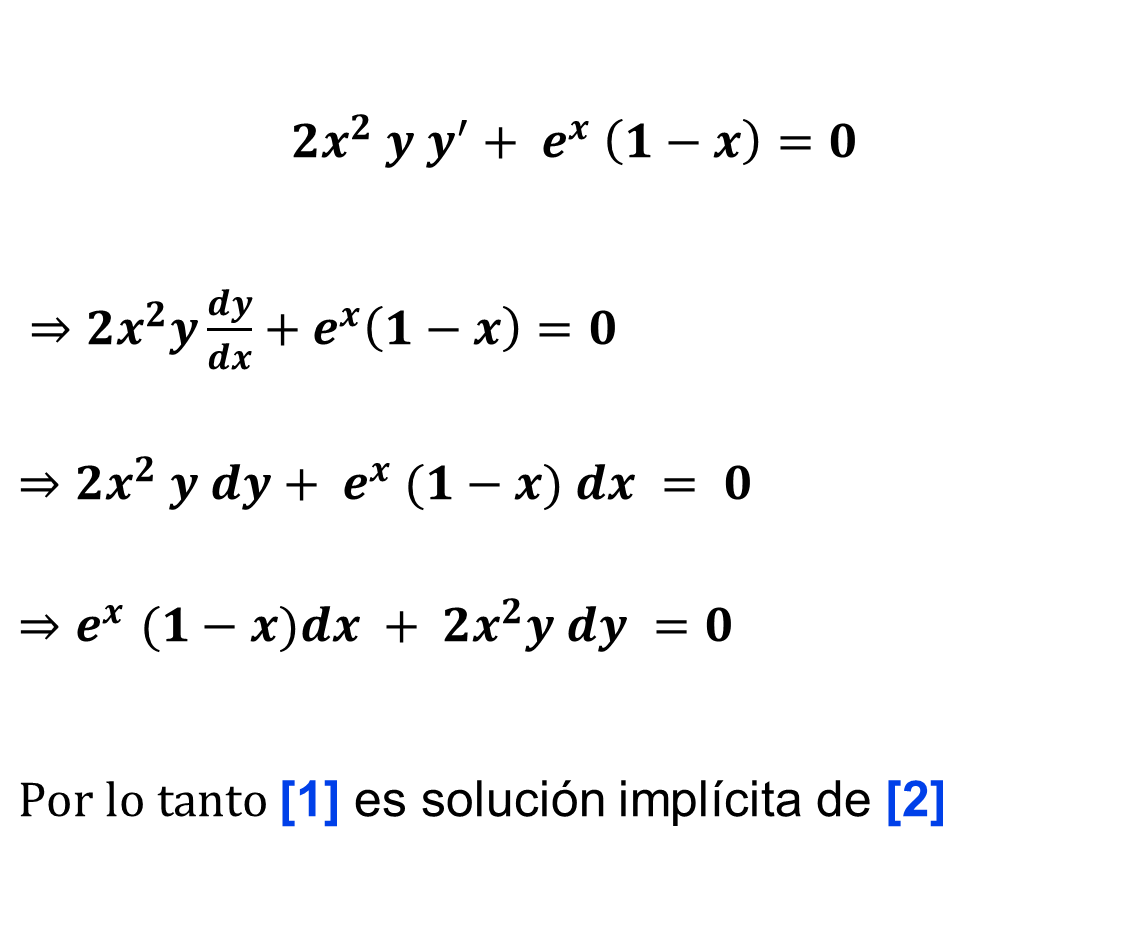 2x² y y′ + eˣ (1 − x) = 0
⇒ 2x²y dy/dx + eˣ(1 − x) = 0
⇒ 2x² y dy + eˣ (1 − x) dx = 0
⇒ eˣ (1 − x)dx + 2x²y dy = 0
Por lo tanto [1] es solución implícita de [2]